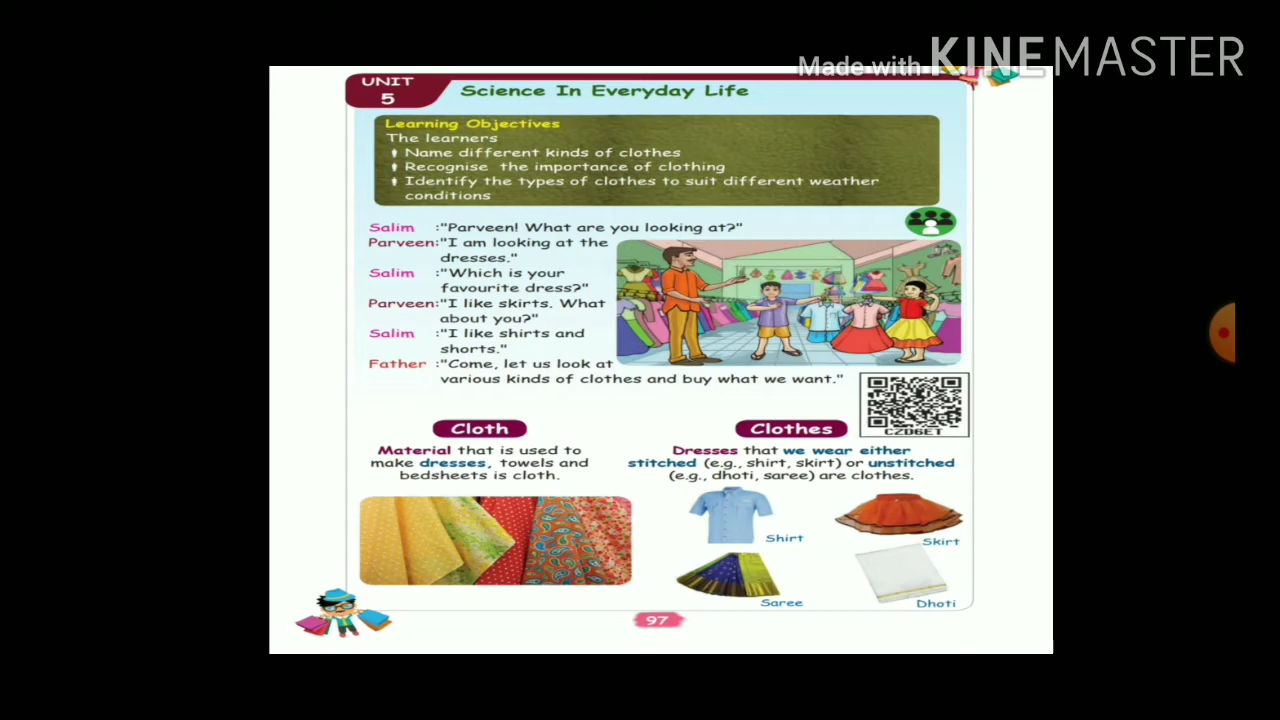 Made with KINEMASTER
UNIT
5
Science In Everyday Life
Learning Objectives
The learners
Name different kinds of clothes
Recognise the importance of clothing
Identify the types of clothes to suit different weather
conditions
Salim :"Parveen! What are you looking at?"
Parveen:"I am looking at the
dresses."
Salim :"Which is your
favourite dress?"
Parveen:"I like skirts. What
about you?"
Salim :"I like shirts and
shorts."
Father :"Come, let us look at
various kinds of clothes and buy what we want."
CZD6ET
Cloth
Material that is used to
make dresses, towels and
bedsheets is cloth.
Clothes
Dresses that we wear either
stitched (e.g., shirt, skirt) or unstitched
(e.g., dhoti, saree) are clothes.
Shirt
Skirt
Saree
Dhoti
97